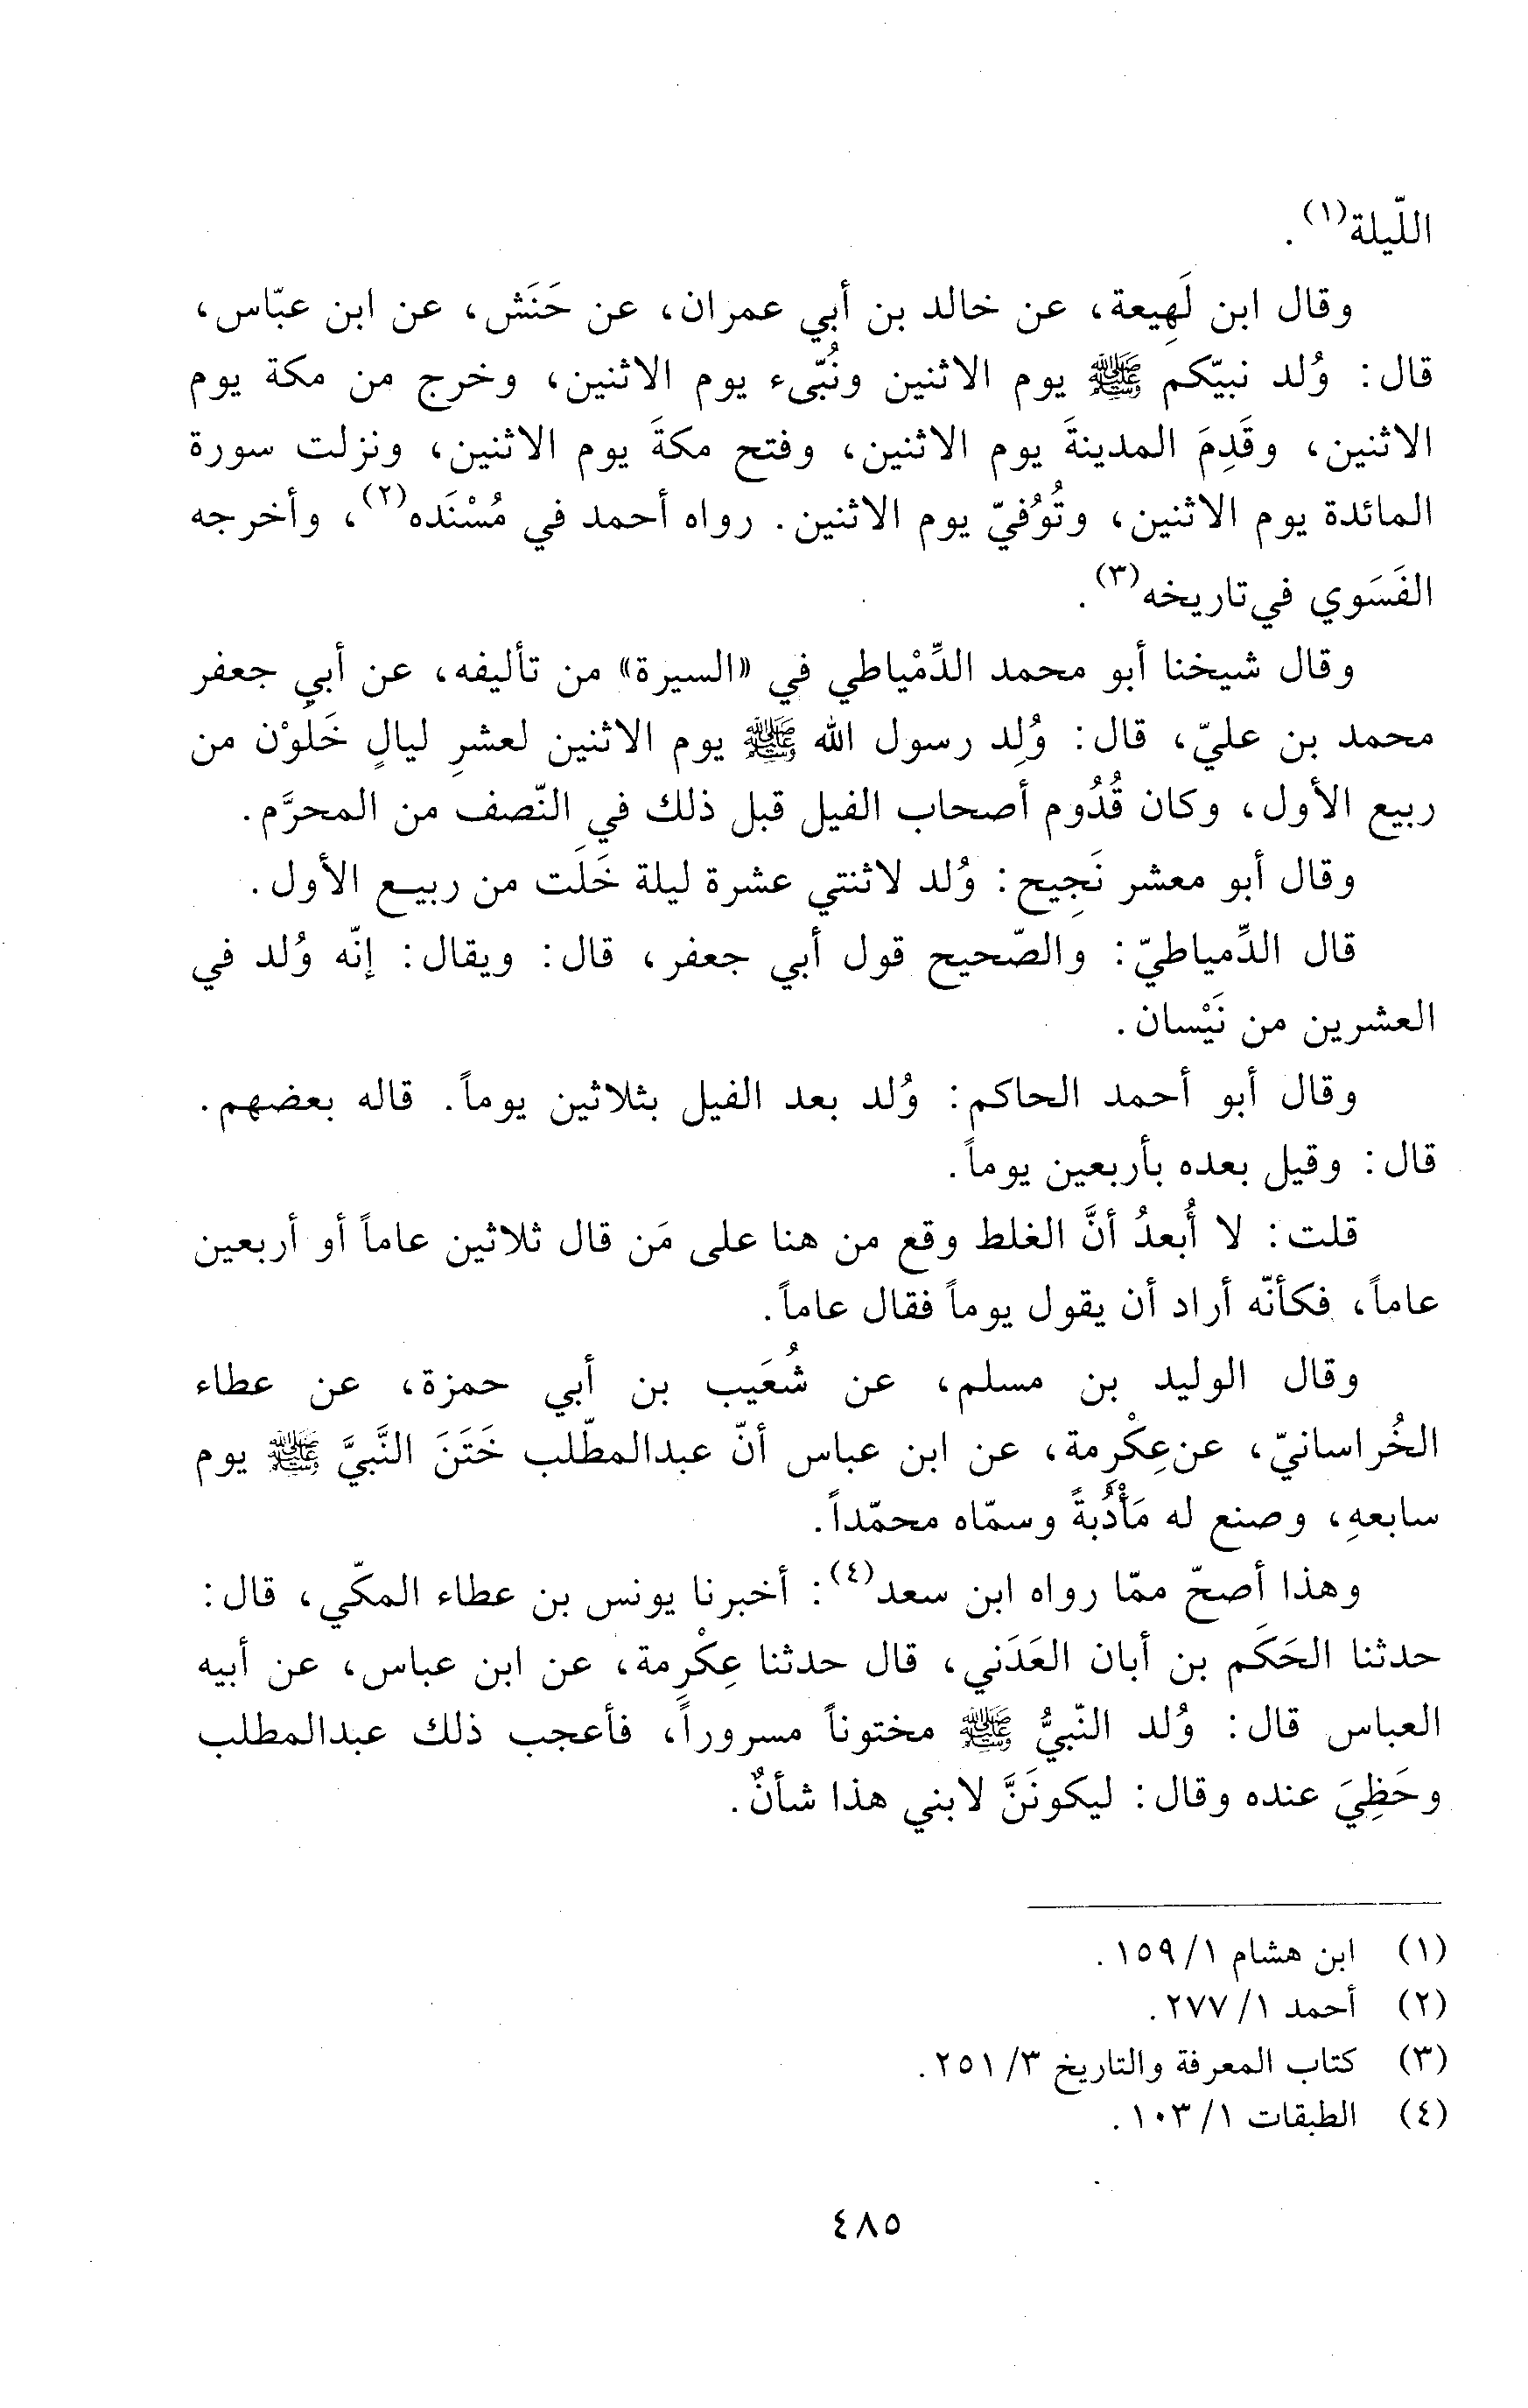 اللّيلة(١).
وقال ابن لَهِيعة، عن خالد بن أبي عمران، عن حَنَش، عن ابن عبّاس،
قال: وُلد نبيّكم ﷺ يوم الاثنين ونُبّىء يوم الاثنين، وخرج من مكة يوم
الاثنين، وقَدِمَ المدينةَ يوم الاثنين، وفتح مكةَ يوم الاثنين، ونزلت سورة
المائدة يوم الاثنين، وتُوُفيّ يوم الاثنين. رواه أحمد في مُسْنَده(٢)، وأخرجه
الفَسَوي في تاريخه(٣).
وقال شيخنا أبو محمد الدِّمْياطي في «السيرة» من تأليفه، عن أبي جعفر
محمد بن عليّ، قال: وُلِد رسول الله ﷺ يوم الاثنين لعشرِ ليالٍ خَلَوْن من
ربيع الأول، وكان قُدُوم أصحاب الفيل قبل ذلك في النّصف من المحرَّم.
وقال أبو معشر نَجِيح: وُلد لاثنتي عشرة ليلة خَلَت من ربيع الأول.
قال الدِّمياطيّ: والصّحيح قول أبي جعفر، قال: ويقال: إنّه وُلد في
العشرين من نَيْسان.
وقال أبو أحمد الحاكم: وُلد بعد الفيل بثلاثين يوماً. قاله بعضهم.
قال: وقيل بعده بأربعين يوماً.
قلت: لا أُبعدُ أنَّ الغلط وقع من هنا على مَن قال ثلاثين عاماً أو أربعين
عاماً، فكأنّه أراد أن يقول يوماً فقال عاماً.
وقال الوليد بن مسلم، عن شُعَيب بن أبي حمزة، عن عطاء
الخُراسانيّ، عن عِكْرِمة، عن ابن عباس أنّ عبدالمطّلب خَتَنَ النَّبيَّ ﷺ يوم
سابعهِ، وصنع له مَأْدُبةً وسمّاه محمّداً.
وهذا أصحّ ممّا رواه ابن سعد(٤): أخبرنا يونس بن عطاء المكّي، قال:
حدثنا الحَكَم بن أبان العَدَني، قال حدثنا عِكْرِمة، عن ابن عباس، عن أبيه
العباس قال: وُلد النّبيُّ ﷺ مختوناً مسروراً، فأعجب ذلك عبدالمطلب
وحَظِيَ عنده وقال: ليكونَنَّ لابني هذا شأنٌ.
(١) ابن هشام ١/ ١٥٩.
(٢) أحمد ١/ ٢٧٧.
(٣) كتاب المعرفة والتاريخ ٣/ ٢٥١.
(٤) الطبقات ١/ ١٠٣.
٤٨٥